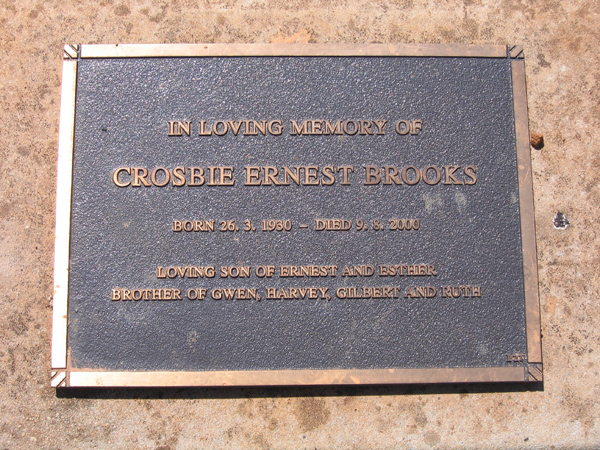 IN LOVING MEMORY OF
CROSBIE ERNEST BROOKS
BORN 26. 3. 1930 – DIED 9. 8. 2000
LOVING SON OF ERNEST AND ESTHER
BROTHER OF GWEN, HARVEY, GILBERT AND RUTH